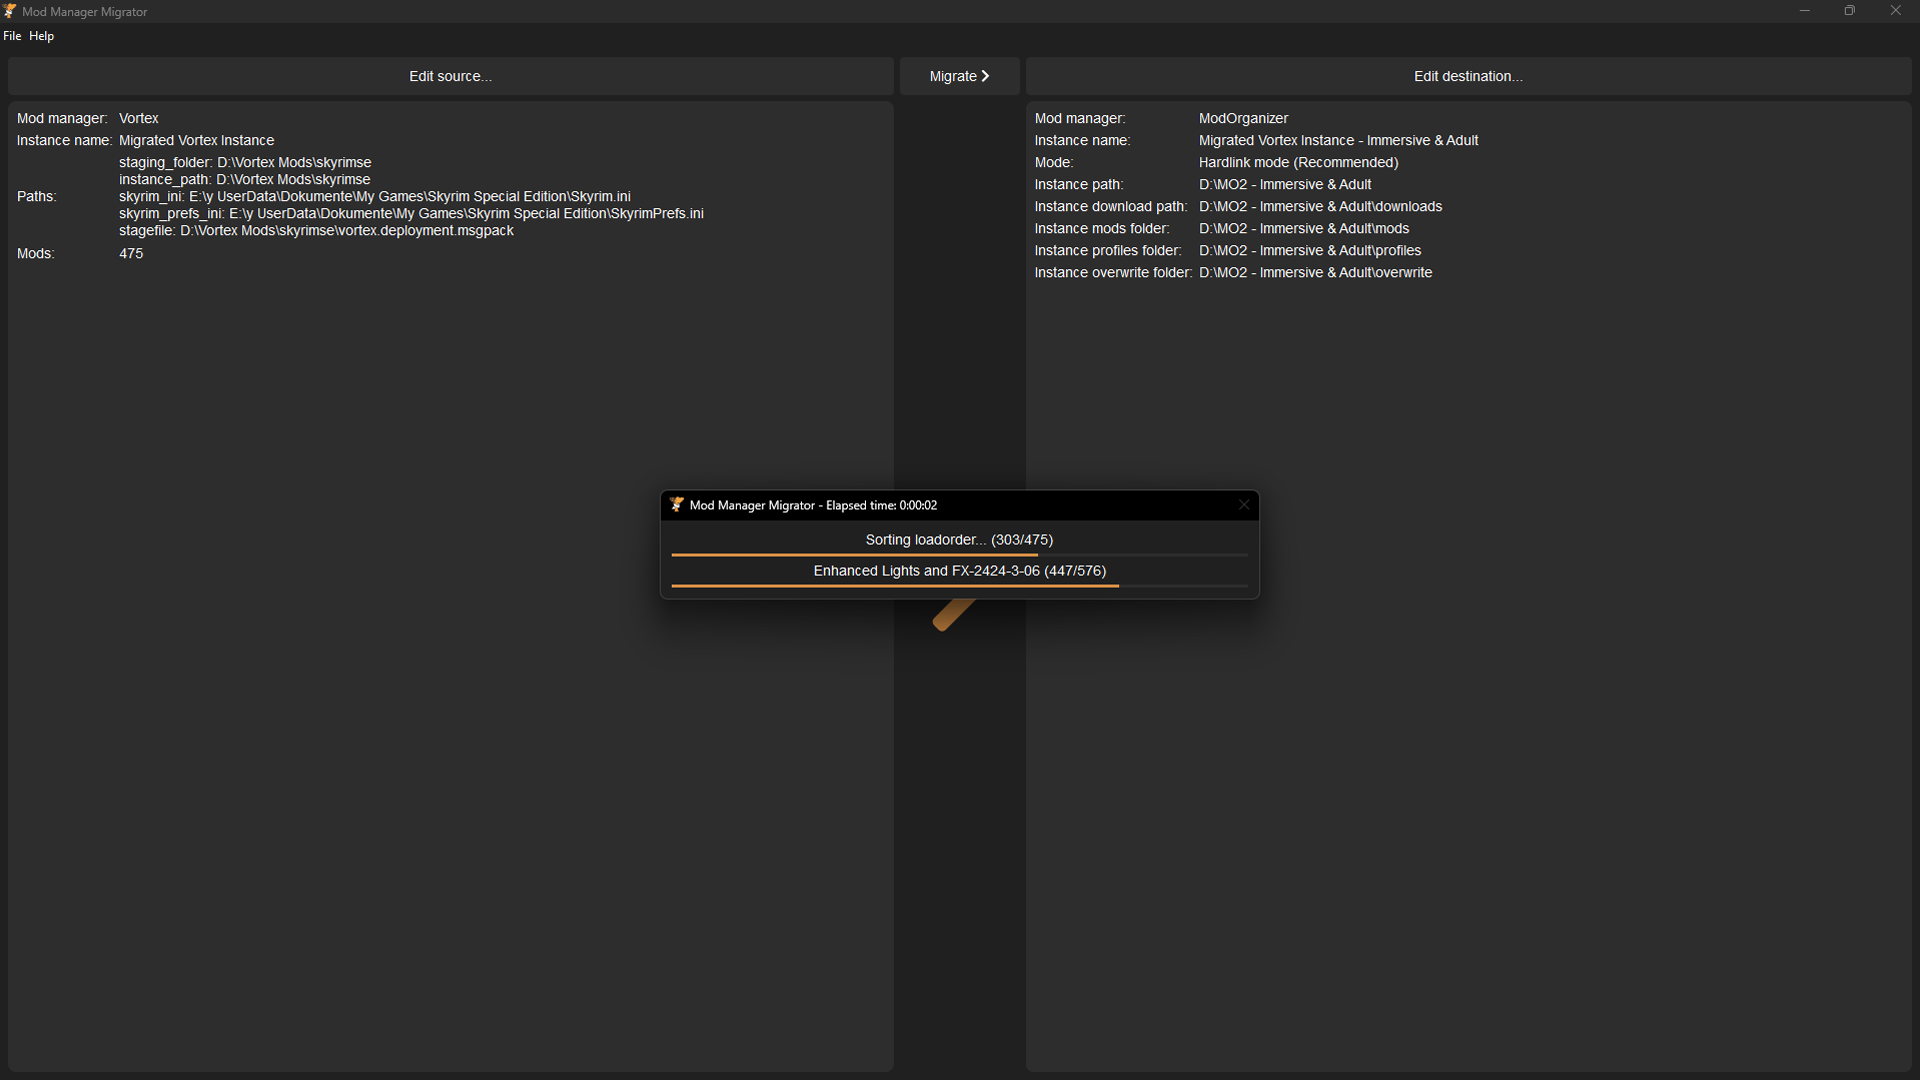 Mod Manager Migrator
File Help
Edit source...
Migrate
Edit destination...
Mod manager: Vortex
Instance name: Migrated Vortex Instance
Paths:
staging_folder: D:\Vortex Mods\skyrimse
instance_path: D:\Vortex Mods\skyrimse
skyrim_ini: E:\y UserData\Dokumente\My Games\Skyrim Special Edition\Skyrim.ini
skyrim_prefs_ini: E:\y UserData\Dokumente\My Games\Skyrim Special Edition\SkyrimPrefs.ini
stagefile: D:\Vortex Mods\skyrimse\vortex.deployment.msgpack
Mods: 475
Mod manager: ModOrganizer
Instance name: Migrated Vortex Instance - Immersive & Adult
Mode: Hardlink mode (Recommended)
Instance path: D:\MO2 - Immersive & Adult
Instance download path: D:\MO2 - Immersive & Adult\downloads
Instance mods folder: D:\MO2 - Immersive & Adult\mods
Instance profiles folder: D:\MO2 - Immersive & Adult\profiles
Instance overwrite folder: D:\MO2 - Immersive & Adult\overwrite
Mod Manager Migrator - Elapsed time: 0:00:02
Sorting loadorder... (303/475)
Enhanced Lights and FX-2424-3-06 (447/576)